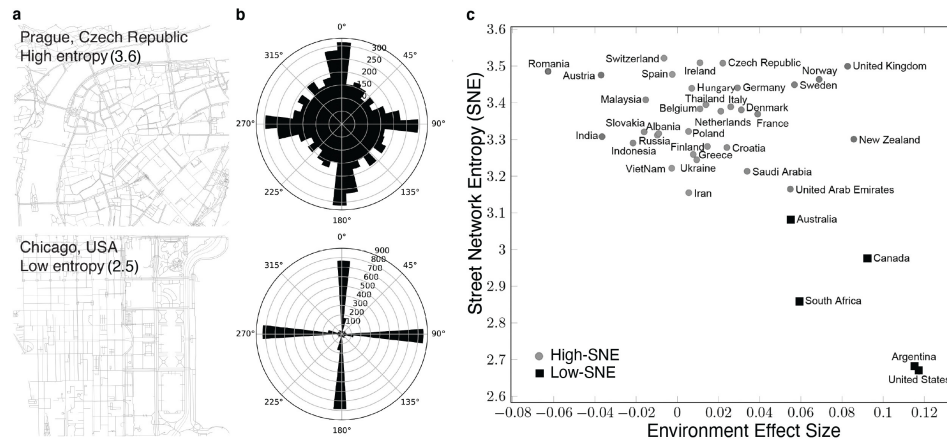 a
Prague, Czech Republic
High entropy (3.6)
Chicago, USA
Low entropy (2.5)
b
0°
45°
90°
135°
180°
225°
270°
315°
300
250
200
150
0°
45°
90°
135°
180°
225°
270°
315°
900
800
700
600
500
400
300
200
100
c
Street Network Entropy (SNE)
3.6
3.5
3.4
3.3
3.2
3.1
3
2.9
2.8
2.7
2.6
Romania
Switzerland
Austria
Spain
Ireland
Czech Republic
Norway
United Kingdom
Hungary
Germany
Sweden
Malaysia
Thailand
Italy
Belgium
Denmark
Netherlands
France
Slovakia
Albania
India
Russia
Poland
New Zealand
Indonesia
Finland
Croatia
Greece
VietNam
Ukraine
Saudi Arabia
Iran
United Arab Emirates
Australia
Canada
South Africa
Argentina
United States
High-SNE
Low-SNE
−0.08 −0.06 −0.04 −0.02 0 0.02 0.04 0.06 0.08 0.1 0.12
Environment Effect Size